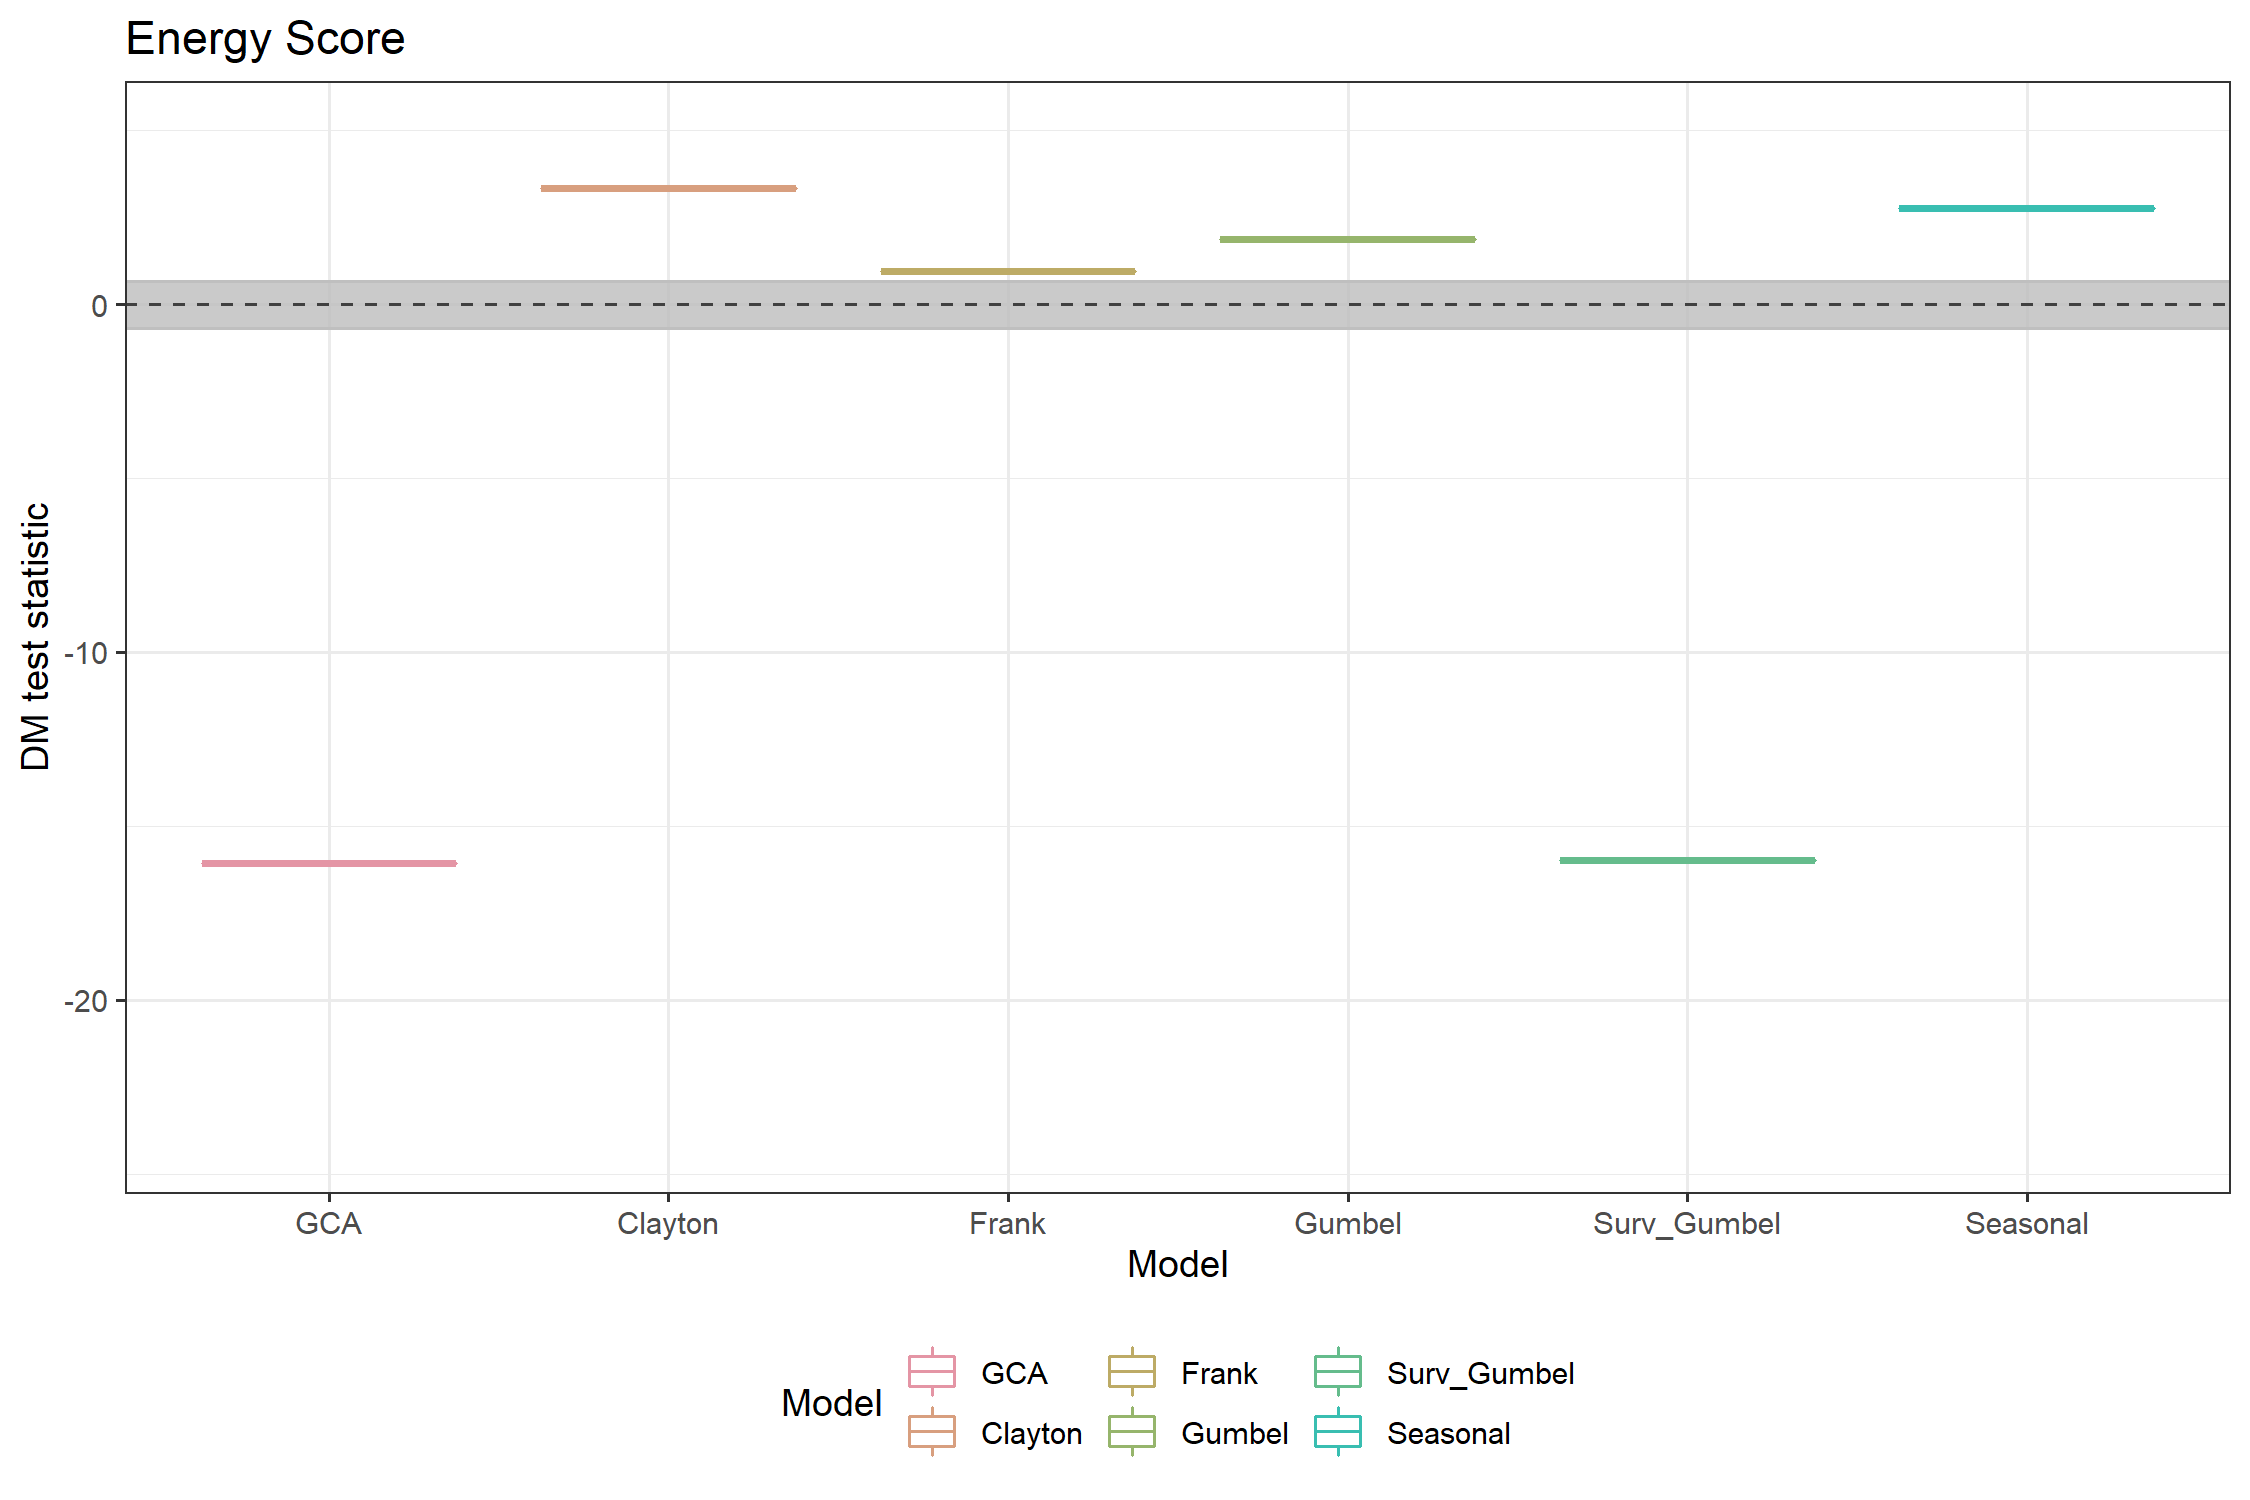 Energy Score
DM test statistic
0
-10
-20
GCA Clayton Frank Gumbel Surv_Gumbel Seasonal
Model
Model
GCA Frank Surv_Gumbel
Clayton Gumbel Seasonal